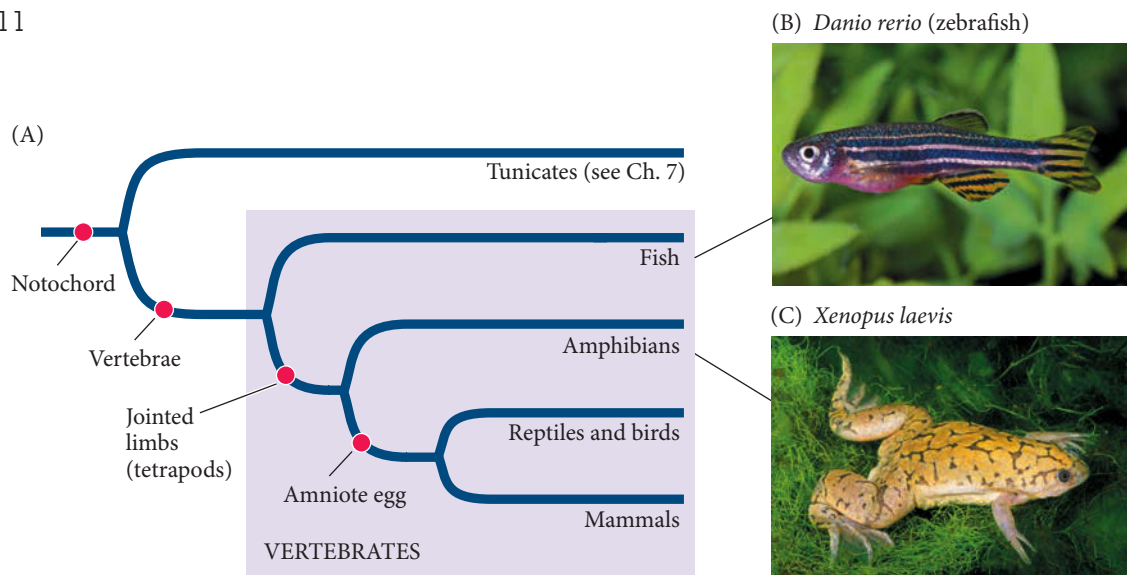 11
(A)
Tunicates (see Ch. 7)
Notochord
Fish
Vertebrae
Amphibians
Jointed
limbs
(tetrapods)
Reptiles and birds
Amniote egg
Mammals
VERTEBRATES
(B) Danio rerio (zebrafish)
(C) Xenopus laevis